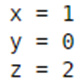 x = 1
y = 0
z = 2